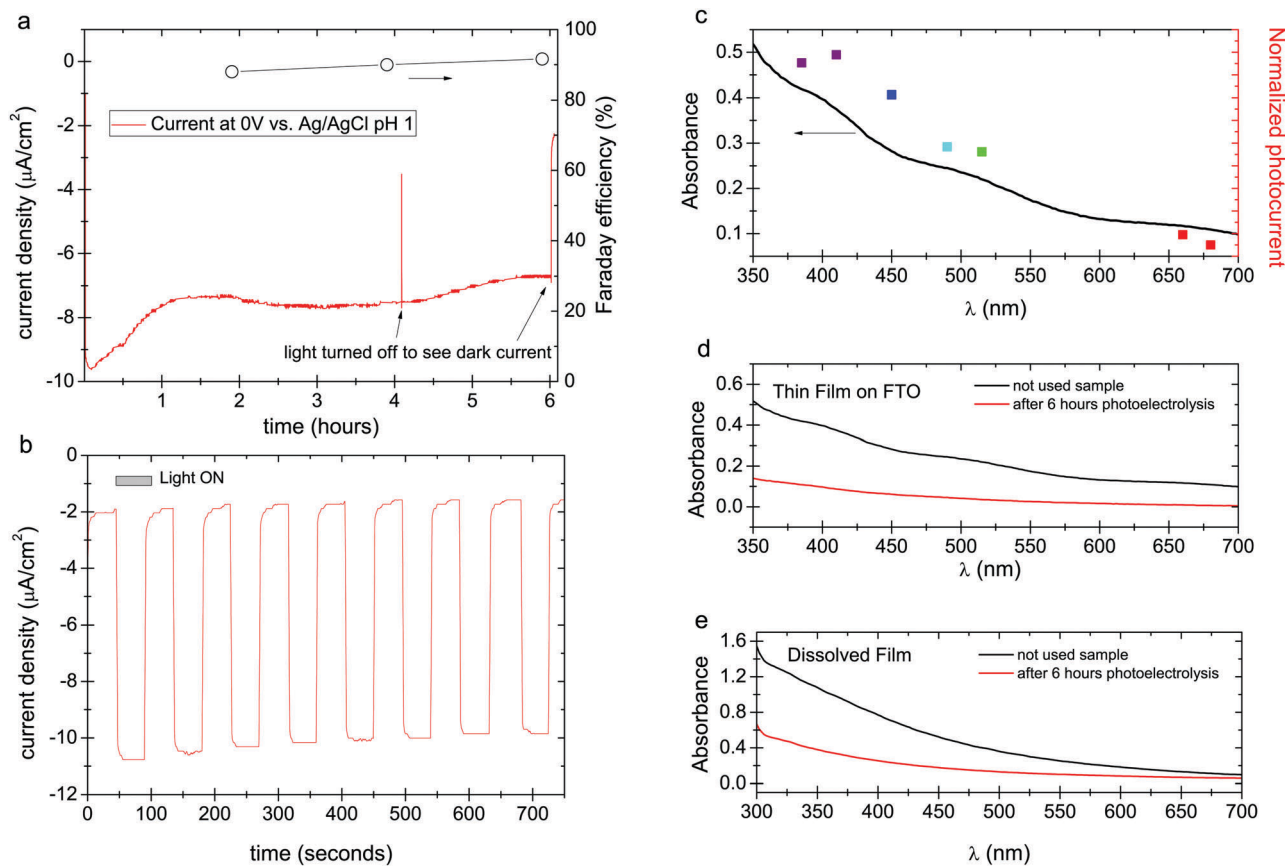 a
0
-2
-4
-6
-8
-10
current density (μA/cm²)
100
80
60
40
20
0
Faraday efficiency (%)
Current at 0V vs. Ag/AgCl pH 1
light turned off to see dark current
1 2 3 4 5 6
time (hours)
b
0
-2
-4
-6
-8
-10
-12
current density (μA/cm²)
Light ON
0 100 200 300 400 500 600 700
time (seconds)
c
0.5
0.4
0.3
0.2
0.1
Absorbance
Normalized photocurrent
350 400 450 500 550 600 650 700
λ (nm)
d
0.6
0.4
0.2
0.0
Absorbance
Thin Film on FTO
not used sample
after 6 hours photoelectrolysis
350 400 450 500 550 600 650 700
λ (nm)
e
1.6
1.2
0.8
0.4
0.0
Absorbance
Dissolved Film
not used sample
after 6 hours photoelectrolysis
300 350 400 450 500 550 600 650 700
λ (nm)